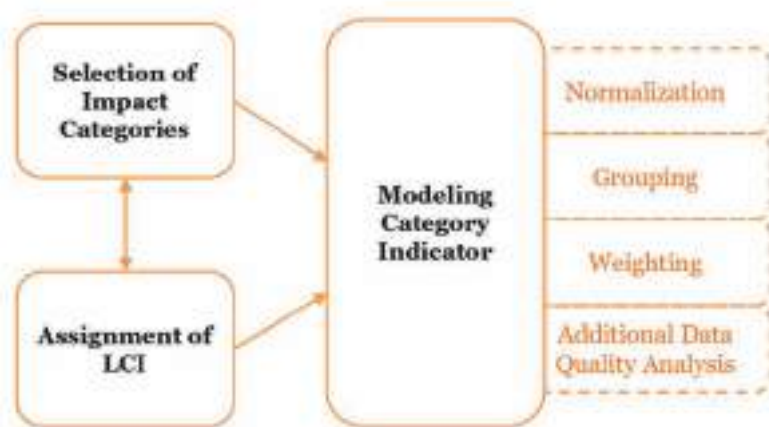 Selection of
Impact
Categories
Assignment of
LCI
Modeling
Category
Indicator
Normalization
Grouping
Weighting
Additional Data
Quality Analysis